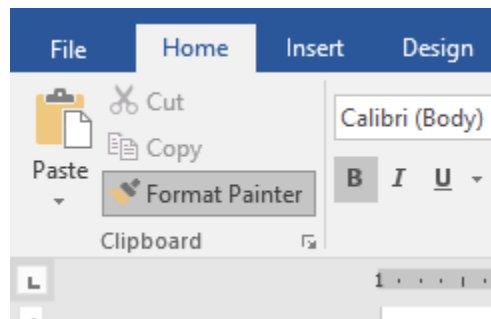 File Home Insert Design
Cut
Calibri (Body)
Copy
Paste
B I U
Format Painter
Clipboard
L
1